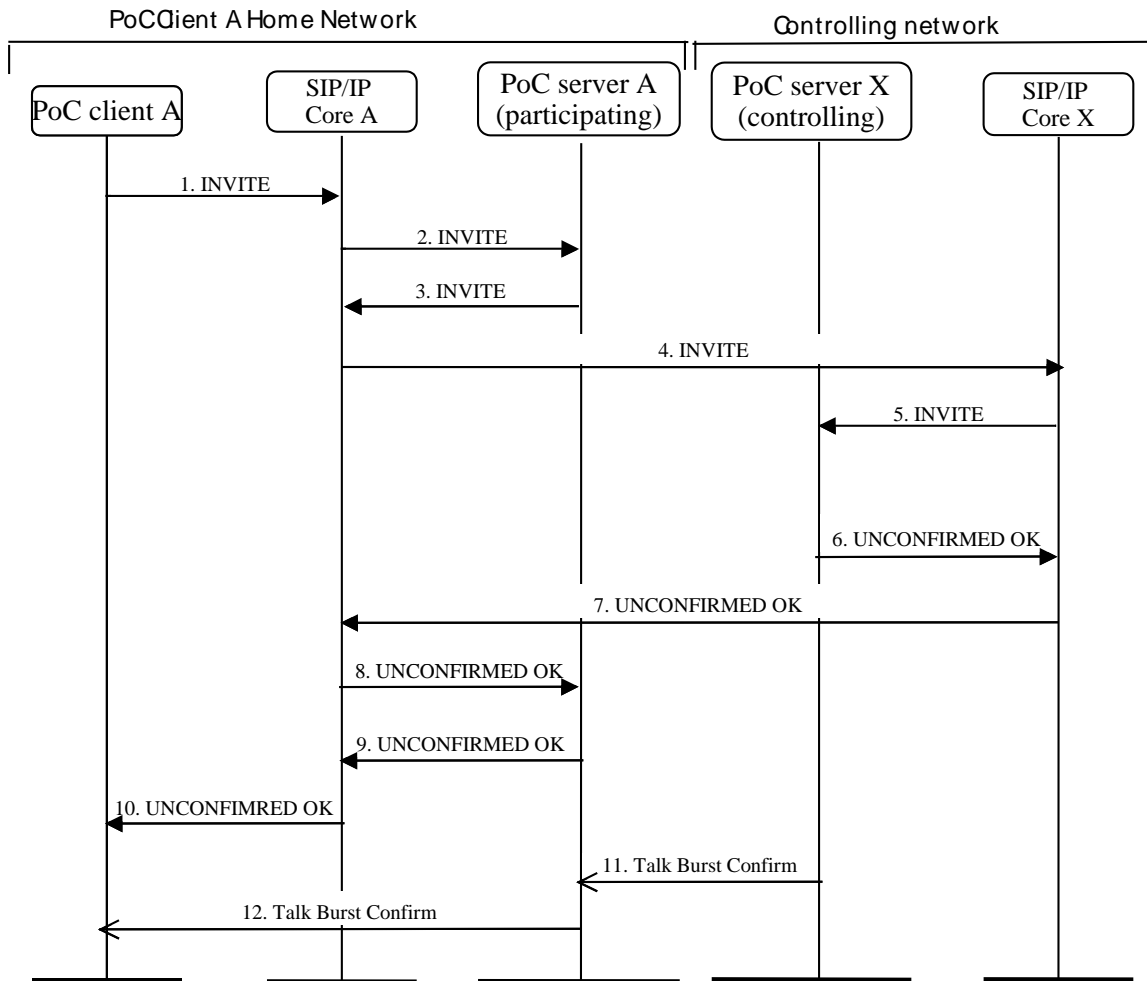 PoCClient A Home Network
Controlling network
PoC client A
SIP/IP
Core A
PoC server A
(participating)
PoC server X
(controlling)
SIP/IP
Core X
1. INVITE
2. INVITE
3. INVITE
4. INVITE
5. INVITE
6. UNCONFIRMED OK
7. UNCONFIRMED OK
8. UNCONFIRMED OK
9. UNCONFIRMED OK
10. UNCONFIMRED OK
11. Talk Burst Confirm
12. Talk Burst Confirm